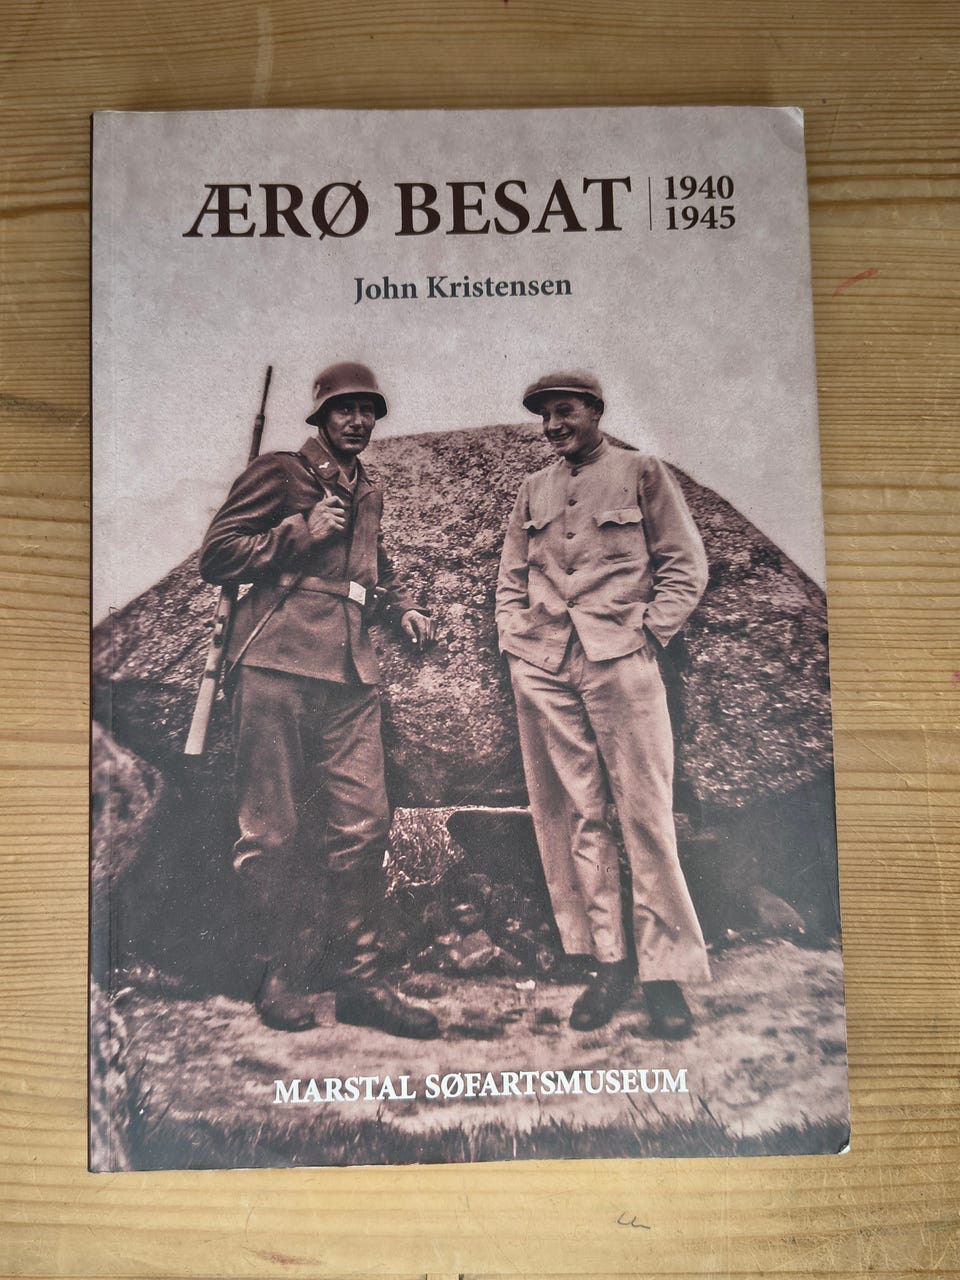 ÆRØ BESAT 1940
1945
John Kristensen
MARSTAL SØFARTSMUSEUM